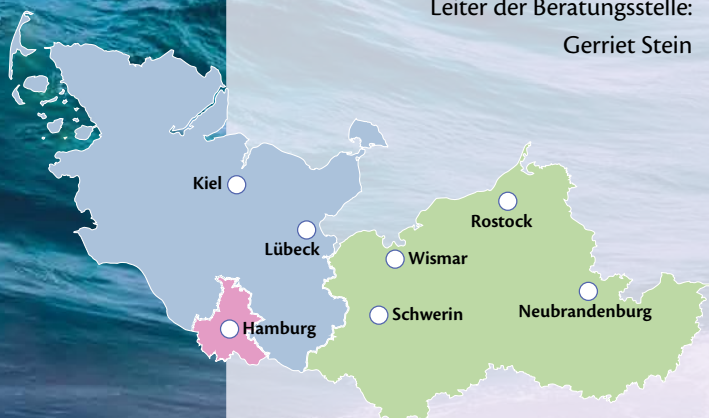 Leiter der Beratungsstelle:
Gerriet Stein
Kiel
Rostock
Lübeck
Wismar
Schwerin
Neubrandenburg
Hamburg